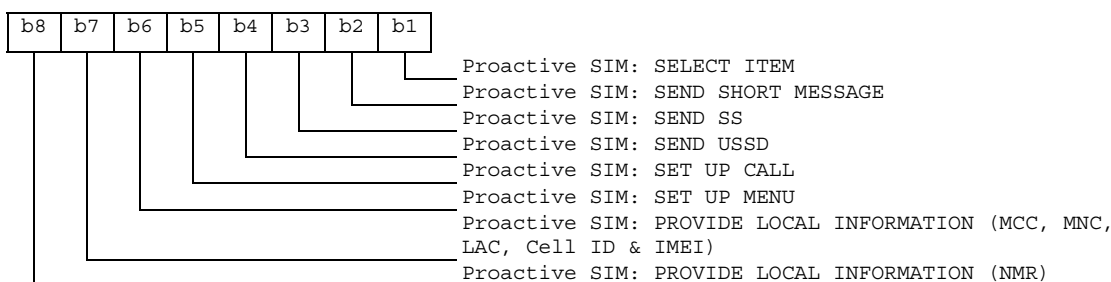 b8 b7 b6 b5 b4 b3 b2 b1
Proactive SIM: SELECT ITEM
Proactive SIM: SEND SHORT MESSAGE
Proactive SIM: SEND SS
Proactive SIM: SEND USSD
Proactive SIM: SET UP CALL
Proactive SIM: SET UP MENU
Proactive SIM: PROVIDE LOCAL INFORMATION (MCC, MNC,
LAC, Cell ID & IMEI)
Proactive SIM: PROVIDE LOCAL INFORMATION (NMR)